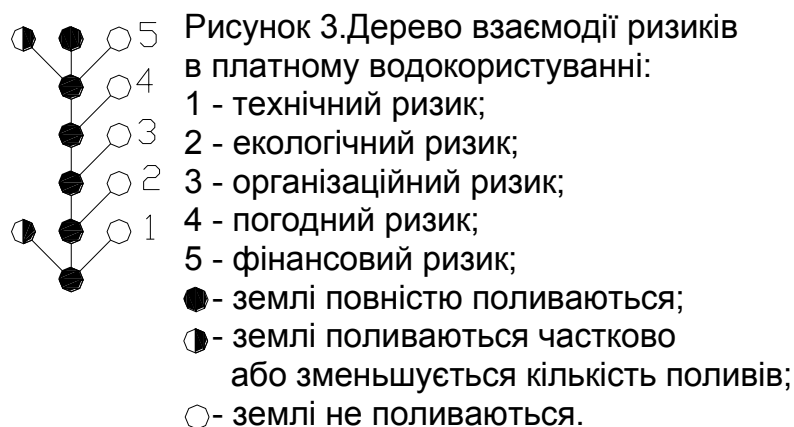 5
4
3
2
1
Рисунок 3.Дерево взаємодії ризиків
в платному водокористуванні:
1 - технічний ризик;
2 - екологічний ризик;
3 - організаційний ризик;
4 - погодний ризик;
5 - фінансовий ризик;
- землі повністю поливаються;
- землі поливаються частково
або зменьшується кількість поливів;
- землі не поливаються.